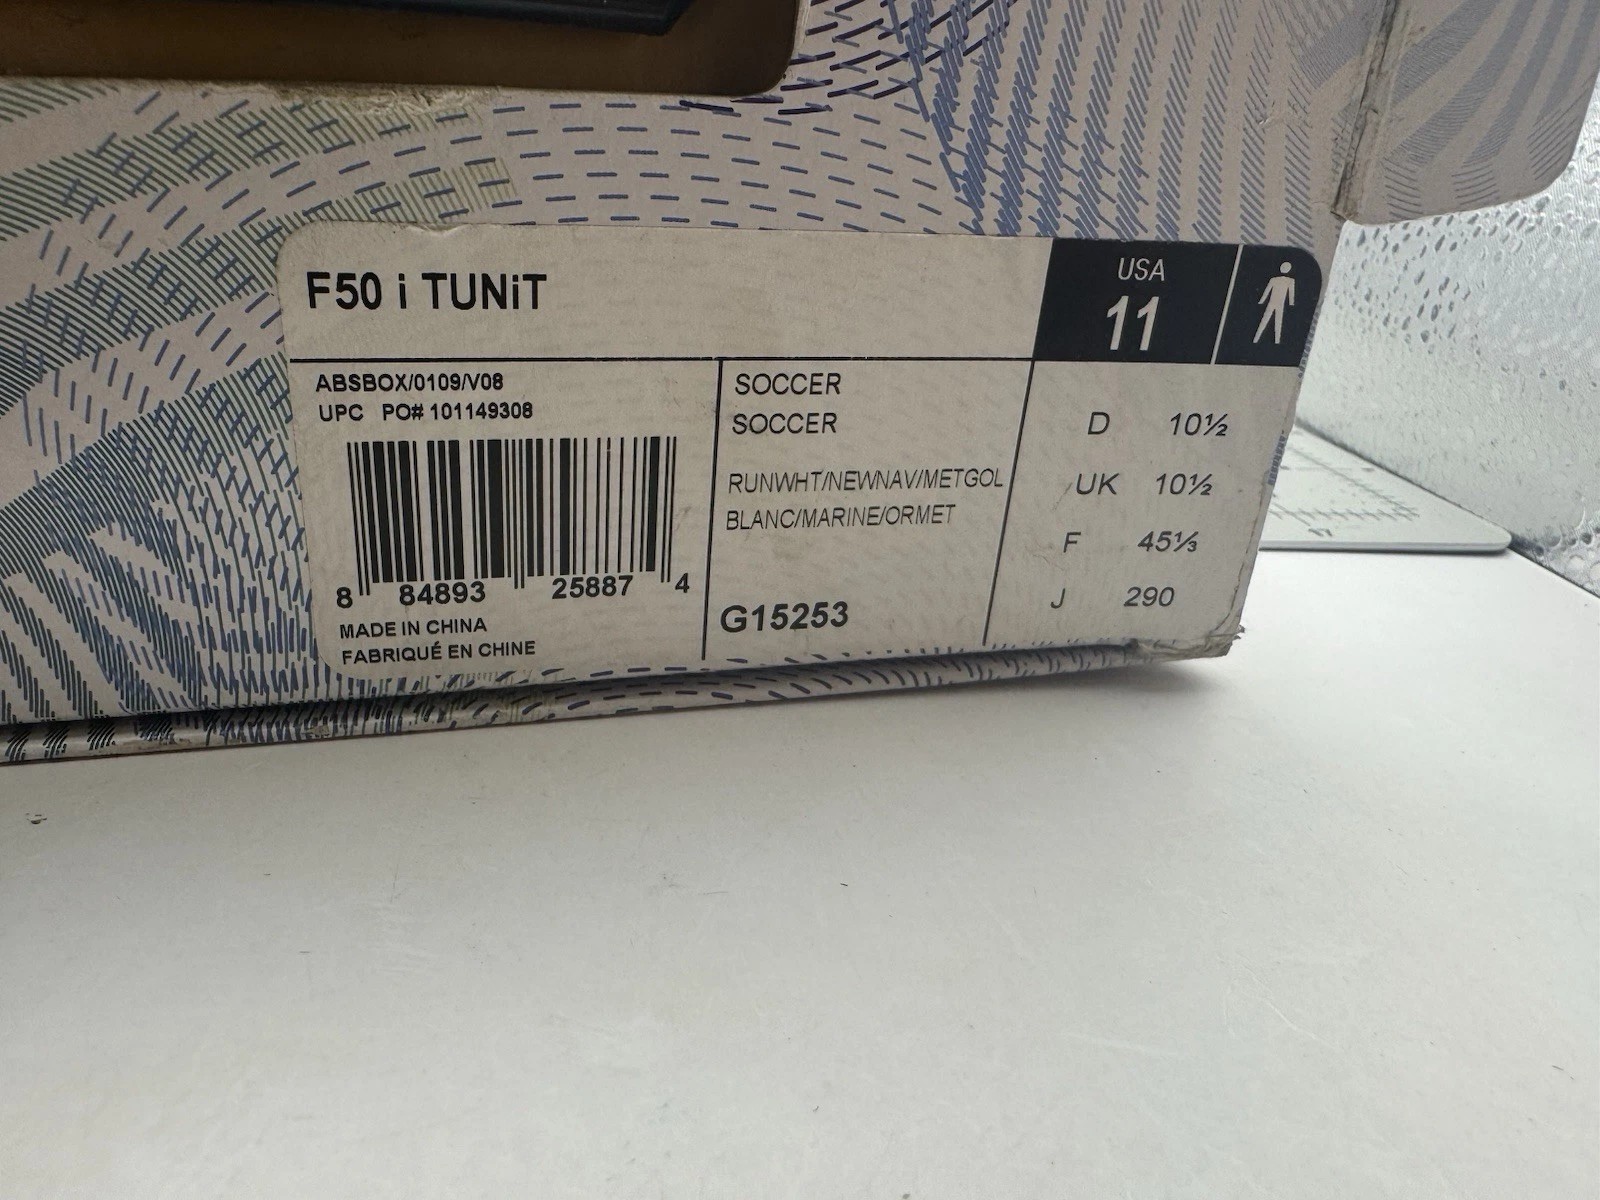 F50 i TUNiT
USA
11
ABSBOX/0109/V08
UPC PO# 101149308
8 84893 25887 4
MADE IN CHINA
FABRIQUÉ EN CHINE
SOCCER
SOCCER
RUNWHT/NEWNAV/METGOL
BLANC/MARINE/ORMET
G15253
D 10½
UK 10½
F 45⅓
J 290